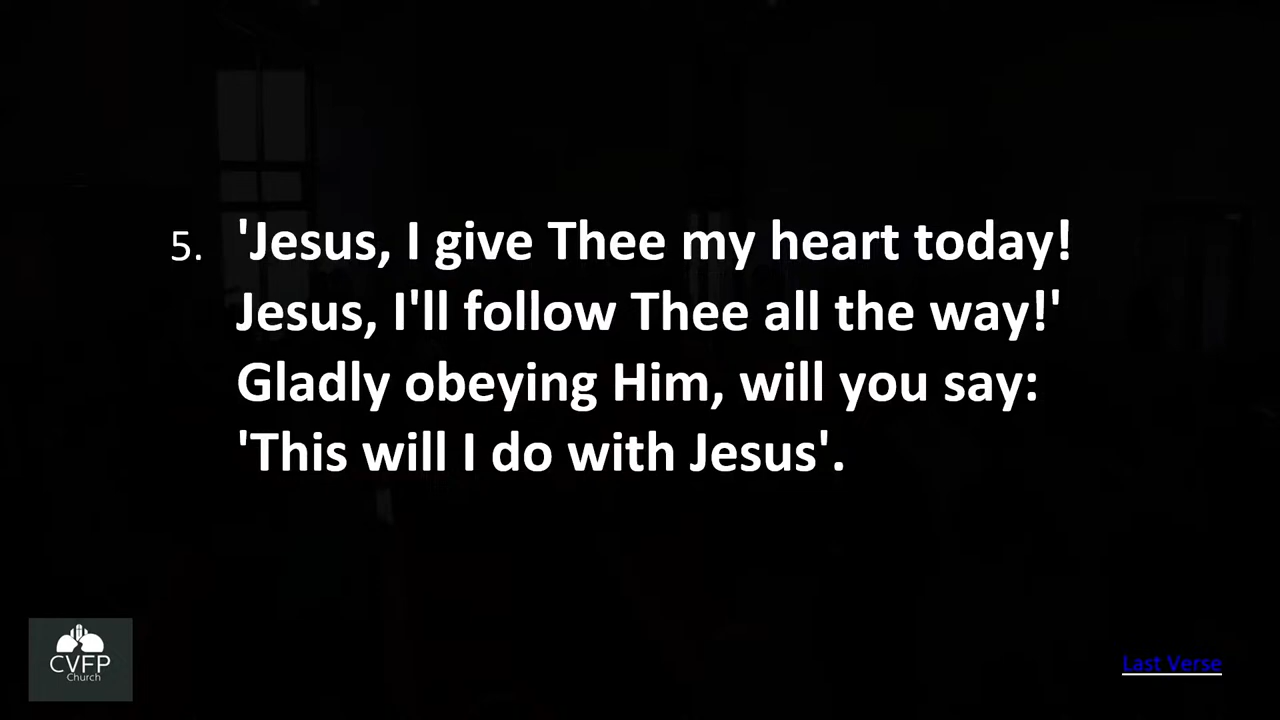 5. 'Jesus, I give Thee my heart today!
Jesus, I'll follow Thee all the way!'
Gladly obeying Him, will you say:
'This will I do with Jesus'.
CVFP
Church
Last Verse